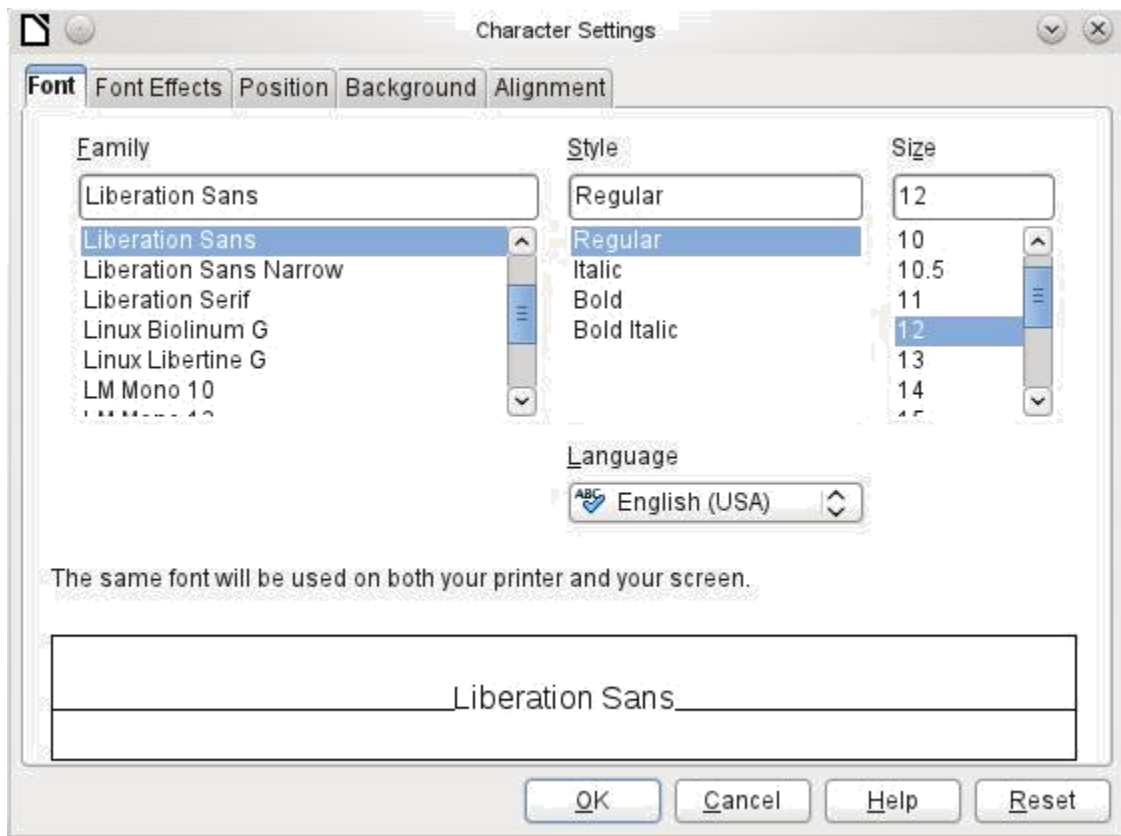 Character Settings
Font Font Effects Position Background Alignment
Family Style Size
Liberation Sans Regular 12
Liberation Sans Regular 10
Liberation Sans Narrow Italic 10.5
Liberation Serif Bold 11
Linux Biolinum G Bold Italic 12
Linux Libertine G 13
LM Mono 10 14
Language
ABC English (USA)
The same font will be used on both your printer and your screen.
Liberation Sans
OK Cancel Help Reset